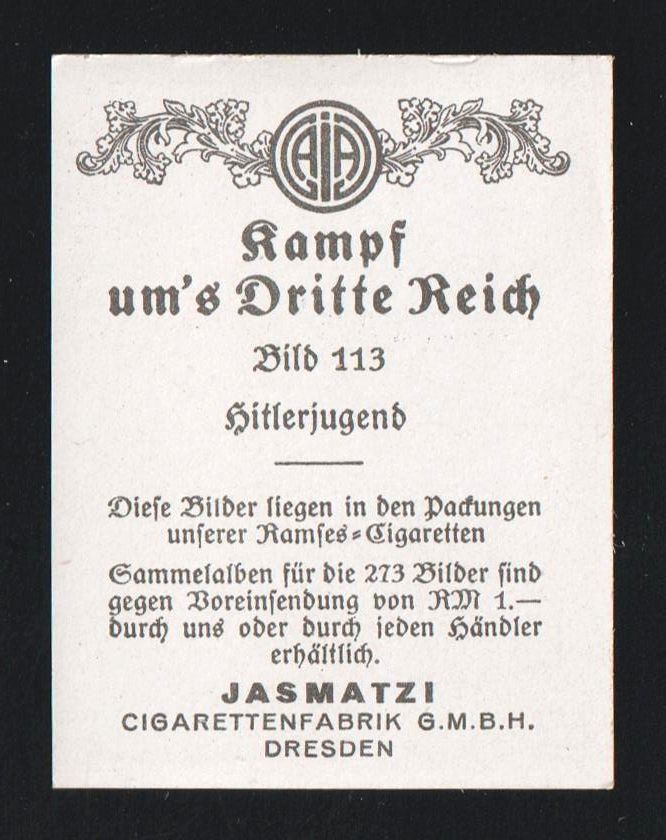 AJA
Kampf
um's Dritte Reich
Bild 113
Hitlerjugend
Diese Bilder liegen in den Packungen
unserer Ramses-Cigaretten
Sammelalben für die 273 Bilder sind
gegen Voreinsendung von RM 1.—
durch uns oder durch jeden Händler
erhältlich.
JASMATZI
CIGARETTENFABRIK G.M.B.H.
DRESDEN